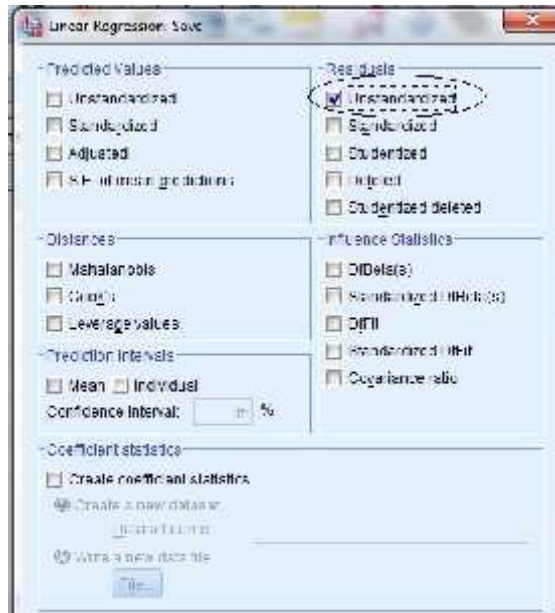 Linear Regression: Save
Predicted Values
Unstandardized
Standardized
Adjusted
S.E. of mean predictions
Residuals
Unstandardized
Standardized
Studentized
Deleted
Studentized deleted
Distances
Mahalanobis
Cook's
Leverage values
Influence Statistics
DfBeta(s)
Standardized DfBeta(s)
DfFit
Standardized DfFit
Covariance ratio
Prediction Intervals
Mean Individual
Confidence Interval: %
Coefficient statistics
Create coefficient statistics
Create a new dataset
Dataset name:
Write a new data file
File...